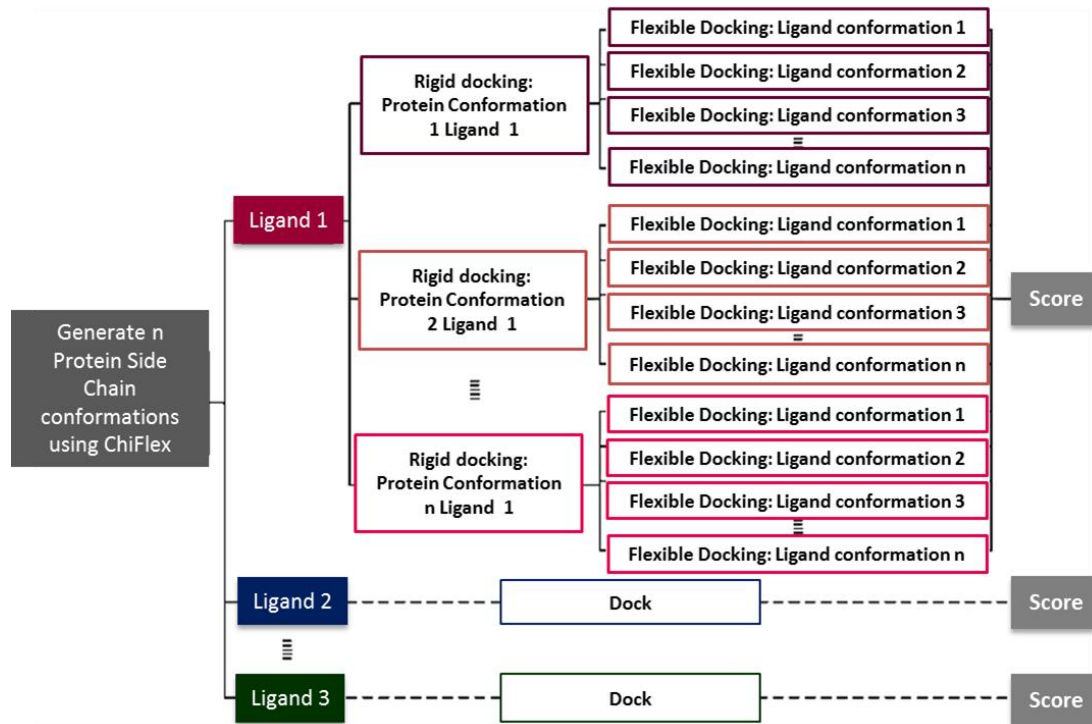 Generate n
Protein Side
Chain
conformations
using ChiFlex
Ligand 1
Rigid docking:
Protein Conformation
1 Ligand 1
Flexible Docking: Ligand conformation 1
Flexible Docking: Ligand conformation 2
Flexible Docking: Ligand conformation 3
Flexible Docking: Ligand conformation n
Rigid docking:
Protein Conformation
2 Ligand 1
Flexible Docking: Ligand conformation 1
Flexible Docking: Ligand conformation 2
Flexible Docking: Ligand conformation 3
Flexible Docking: Ligand conformation n
Rigid docking:
Protein Conformation
n Ligand 1
Flexible Docking: Ligand conformation 1
Flexible Docking: Ligand conformation 2
Flexible Docking: Ligand conformation 3
Flexible Docking: Ligand conformation n
Score
Ligand 2
Dock
Score
Ligand 3
Dock
Score